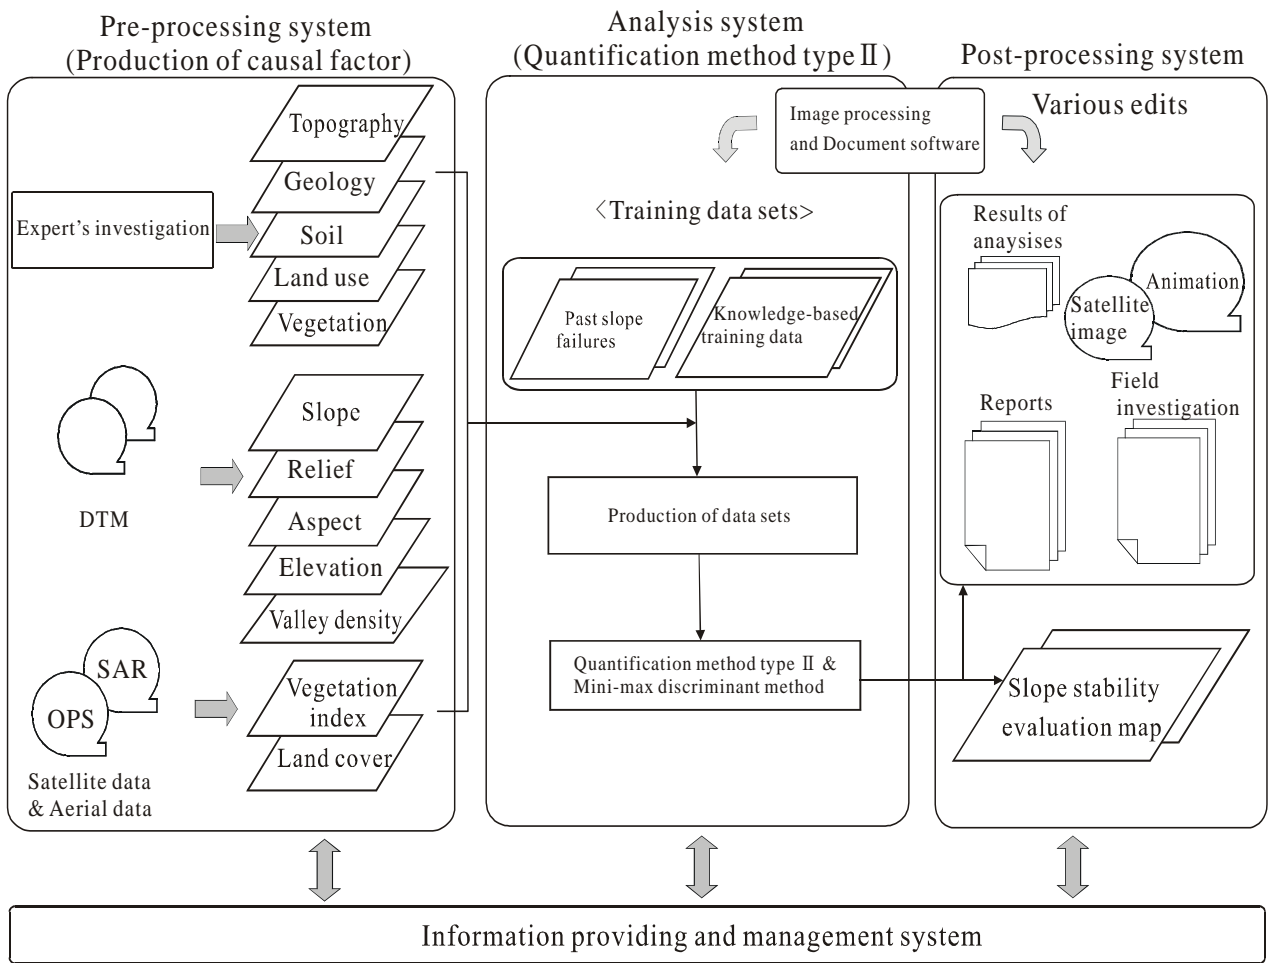 Pre-processing system
(Production of causal factor)
Topography
Geology
Expert's investigation
Soil
Land use
Vegetation
Slope
Relief
DTM
Aspect
Elevation
Valley density
SAR
OPS
Vegetation
index
Land cover
Satellite data
& Aerial data
Analysis system
(Quantification method type Ⅱ)
Image processing
and Document software
〈Training data sets>
Past slope
failures
Knowledge-based
training data
Production of data sets
Quantification method type Ⅱ &
Mini-max discriminant method
Post-processing system
Various edits
Results of
anaysises
Animation
Satellite
image
Reports
Field
investigation
Slope stability
evaluation map
Information providing and management system